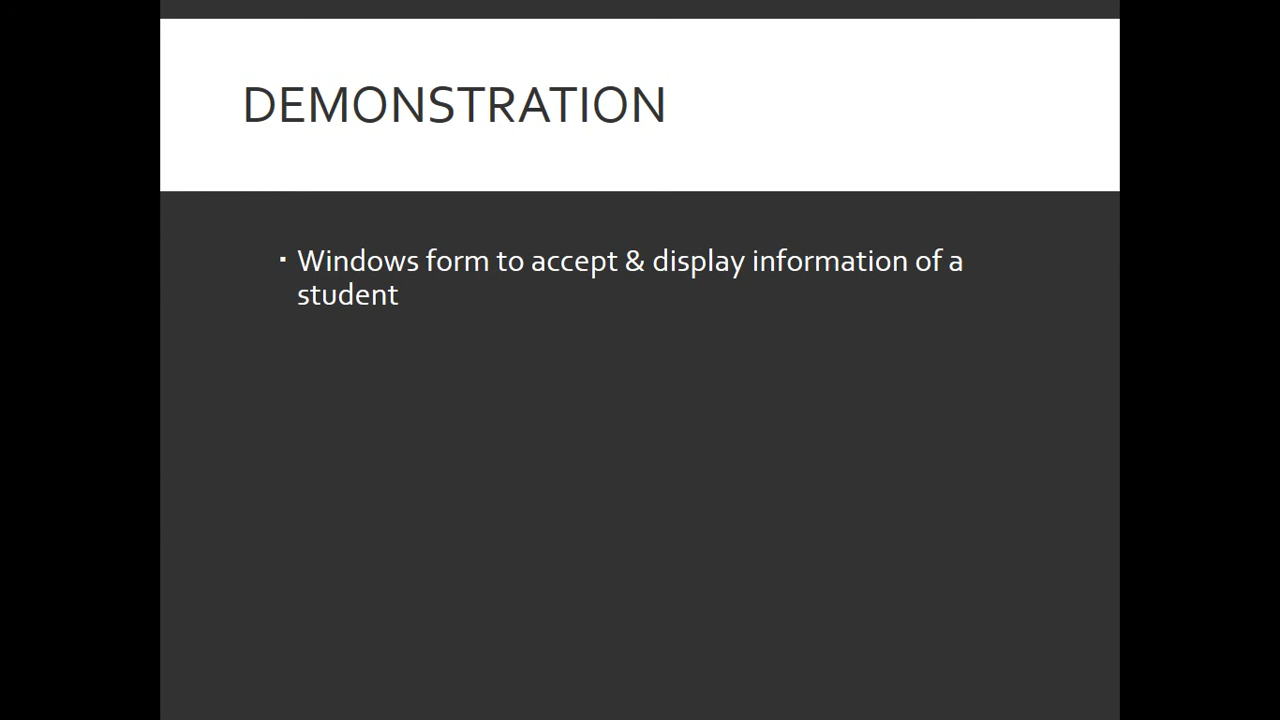 DEMONSTRATION
▪ Windows form to accept & display information of a
student